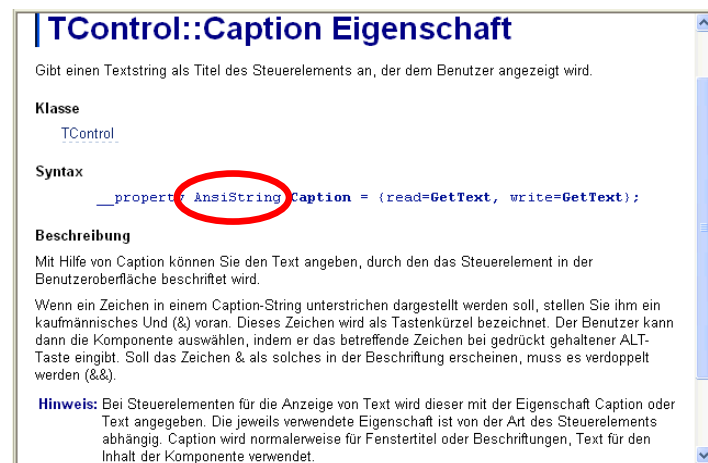 TControl::Caption Eigenschaft
Gibt einen Textstring als Titel des Steuerelements an, der dem Benutzer angezeigt wird.
Klasse
TControl
Syntax
__property AnsiString Caption = {read=GetText, write=GetText};
Beschreibung
Mit Hilfe von Caption können Sie den Text angeben, durch den das Steuerelement in der
Benutzeroberfläche beschriftet wird.
Wenn ein Zeichen in einem Caption-String unterstrichen dargestellt werden soll, stellen Sie ihm ein
kaufmännisches Und (&) voran. Dieses Zeichen wird als Tastenkürzel bezeichnet. Der Benutzer kann
dann die Komponente auswählen, indem er das betreffende Zeichen bei gedrückt gehaltener ALT-
Taste eingibt. Soll das Zeichen & als solches in der Beschriftung erscheinen, muss es verdoppelt
werden (&&).
Hinweis: Bei Steuerelementen für die Anzeige von Text wird dieser mit der Eigenschaft Caption oder
Text angegeben. Die jeweils verwendete Eigenschaft ist von der Art des Steuerelements
abhängig. Caption wird normalerweise für Fenstertitel oder Beschriftungen, Text für den
Inhalt der Komponente verwendet.